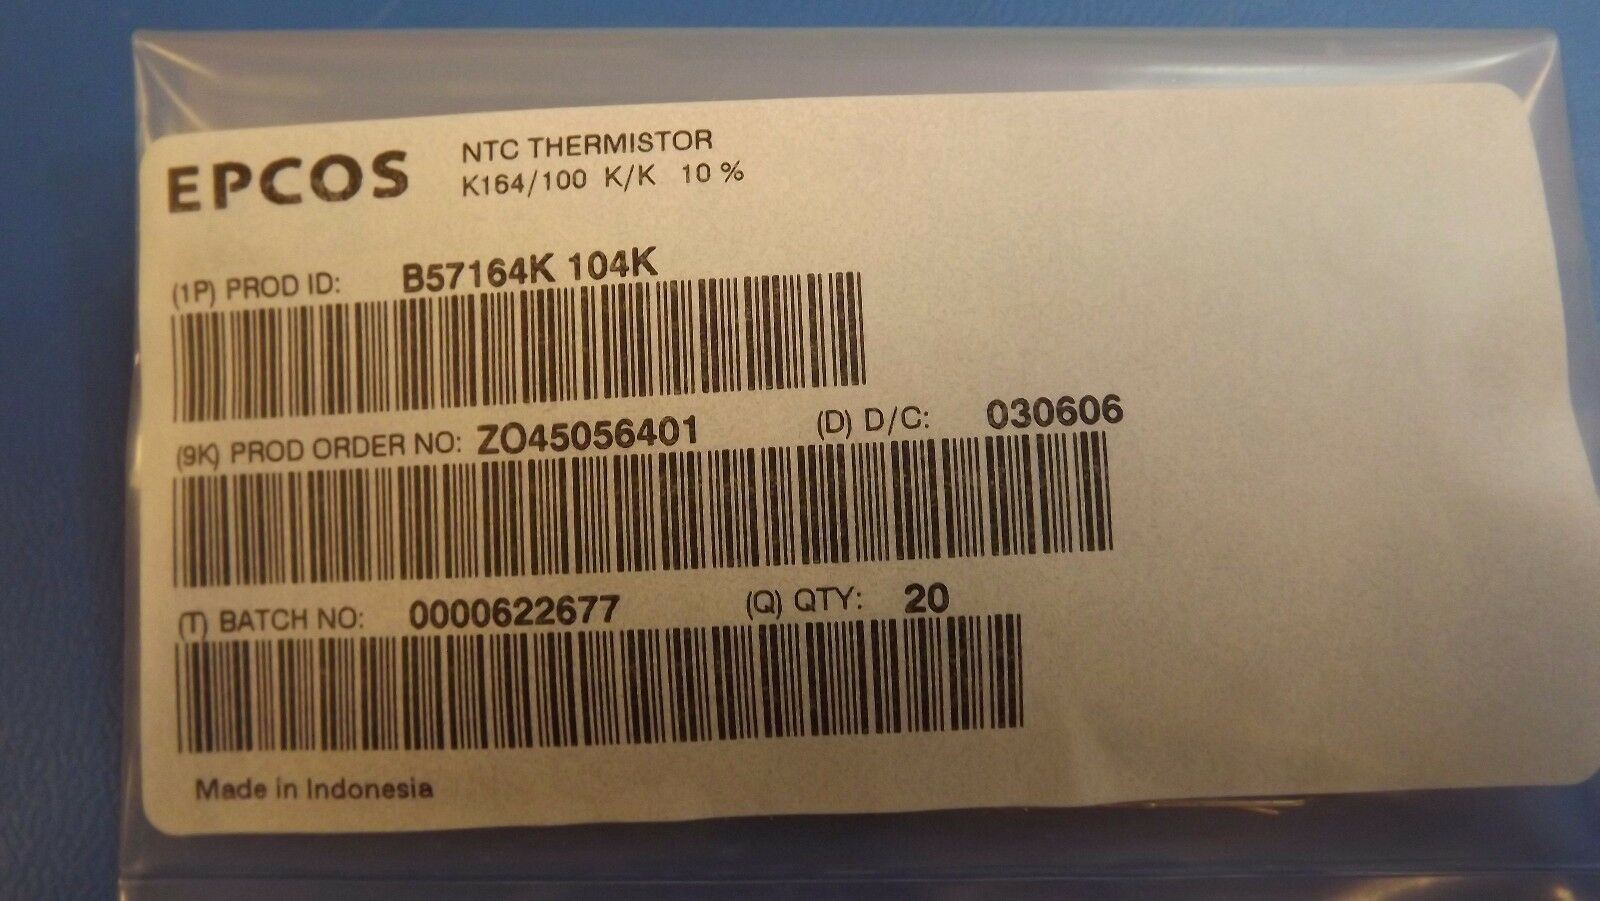 EPCOS
NTC THERMISTOR
K164/100 K/K 10 %
(1P) PROD ID: B57164K 104K
(9K) PROD ORDER NO: ZO45056401 (D) D/C: 030606
(T) BATCH NO: 0000622677 (Q) QTY: 20
Made in Indonesia